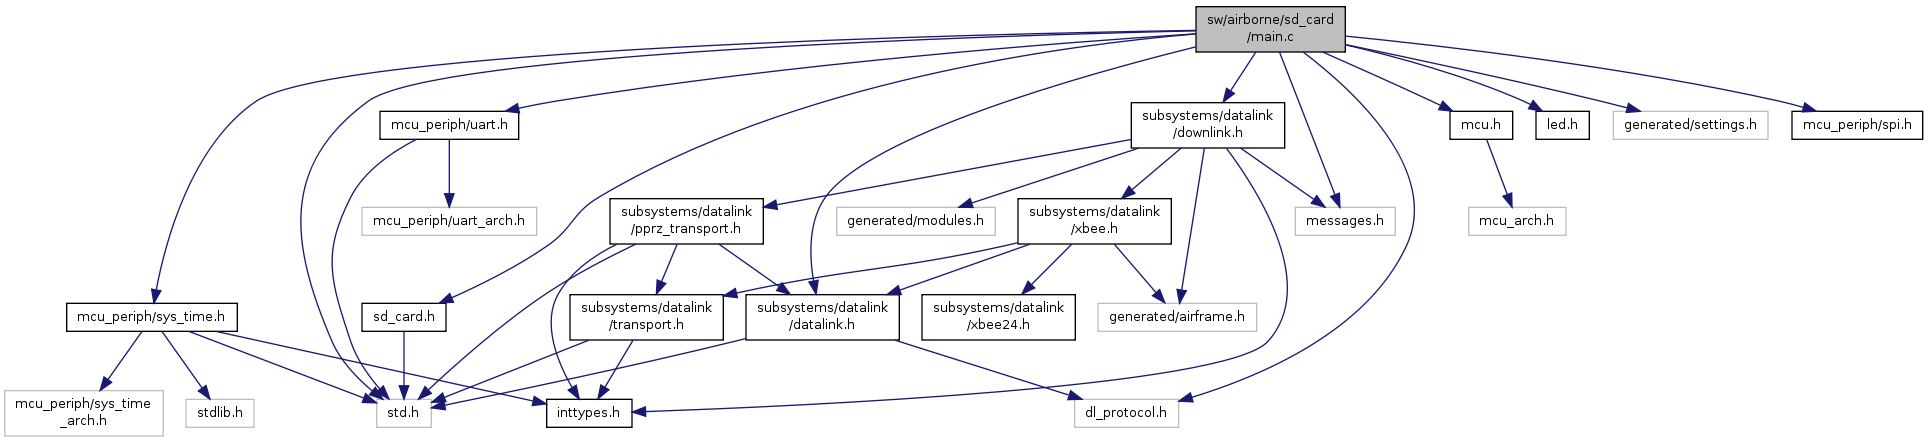 sw/airborne/sd_card
/main.c
mcu_periph/uart.h
subsystems/datalink
/downlink.h
mcu.h
led.h
generated/settings.h
mcu_periph/spi.h
mcu_periph/uart_arch.h
subsystems/datalink
/pprz_transport.h
generated/modules.h
subsystems/datalink
/xbee.h
messages.h
mcu_arch.h
mcu_periph/sys_time.h
sd_card.h
subsystems/datalink
/transport.h
subsystems/datalink
/datalink.h
subsystems/datalink
/xbee24.h
generated/airframe.h
mcu_periph/sys_time
_arch.h
stdlib.h
std.h
inttypes.h
dl_protocol.h